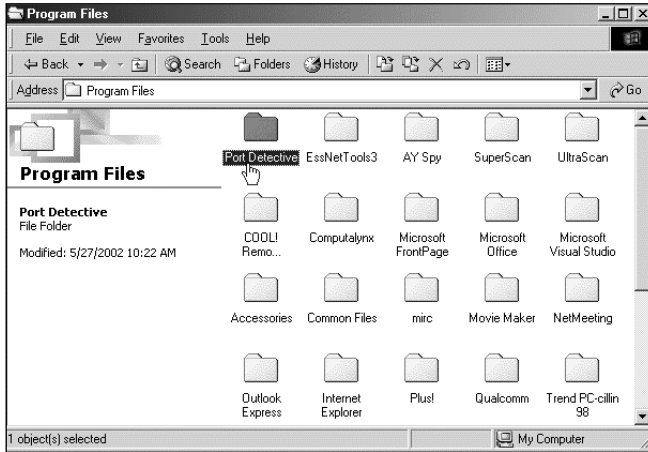 Program Files
File Edit View Favorites Tools Help
Back Search Folders History
Address Program Files Go
Program Files
Port Detective
File Folder
Modified: 5/27/2002 10:22 AM
Port Detective EssNetTools3 AY Spy SuperScan UltraScan
COOL! Remo... Computalynx Microsoft FrontPage Microsoft Office Microsoft Visual Studio
Accessories Common Files mirc Movie Maker NetMeeting
Outlook Express Internet Explorer Plus! Qualcomm Trend PC-cillin 98
1 object(s) selected My Computer